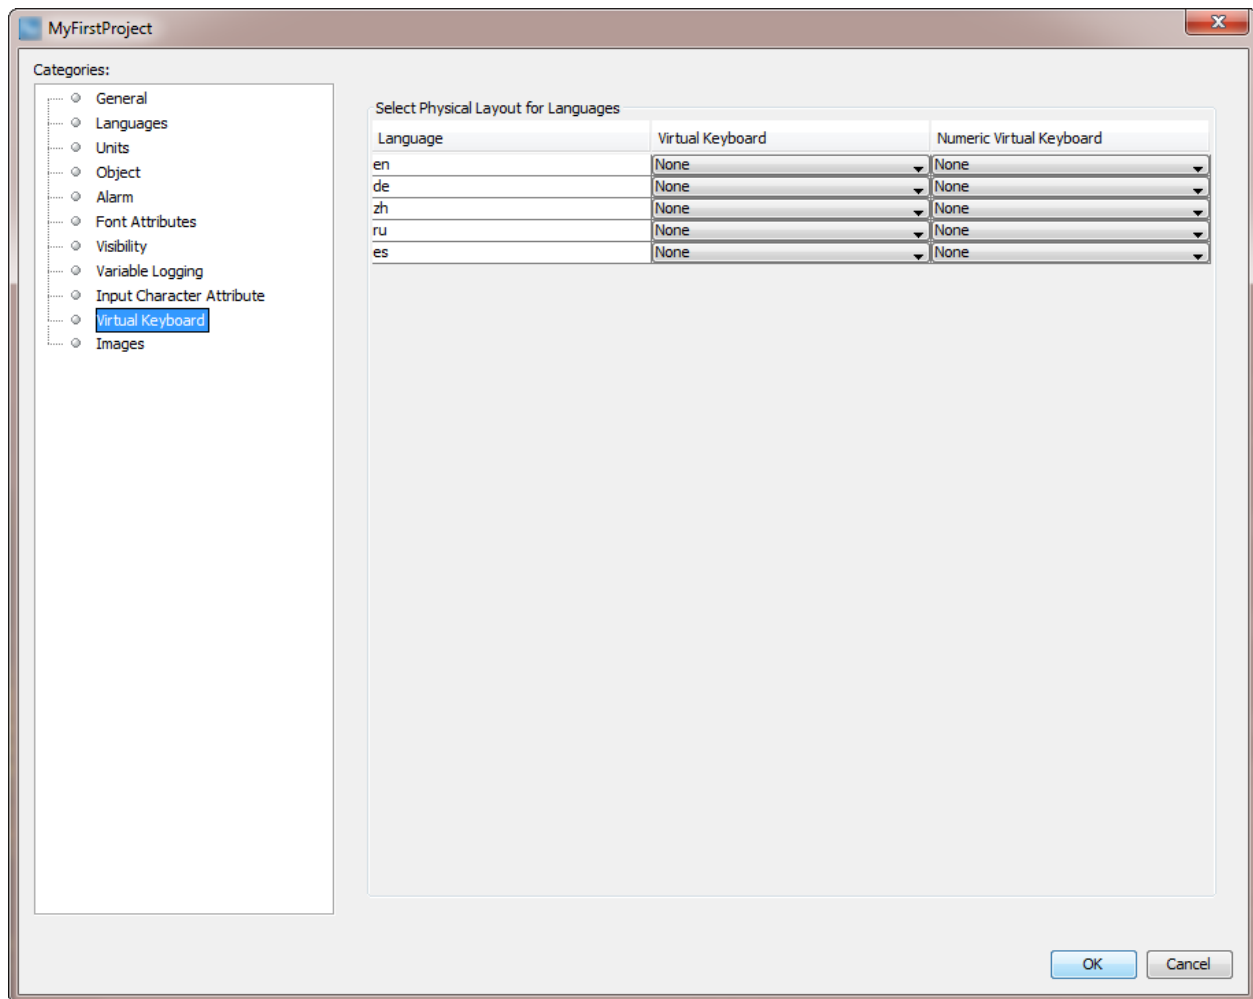 MyFirstProject
x
Categories:
General
Languages
Units
Object
Alarm
Font Attributes
Visibility
Variable Logging
Input Character Attribute
Virtual Keyboard
Images
Select Physical Layout for Languages
Language Virtual Keyboard Numeric Virtual Keyboard
en None None
de None None
zh None None
ru None None
es None None
OK Cancel